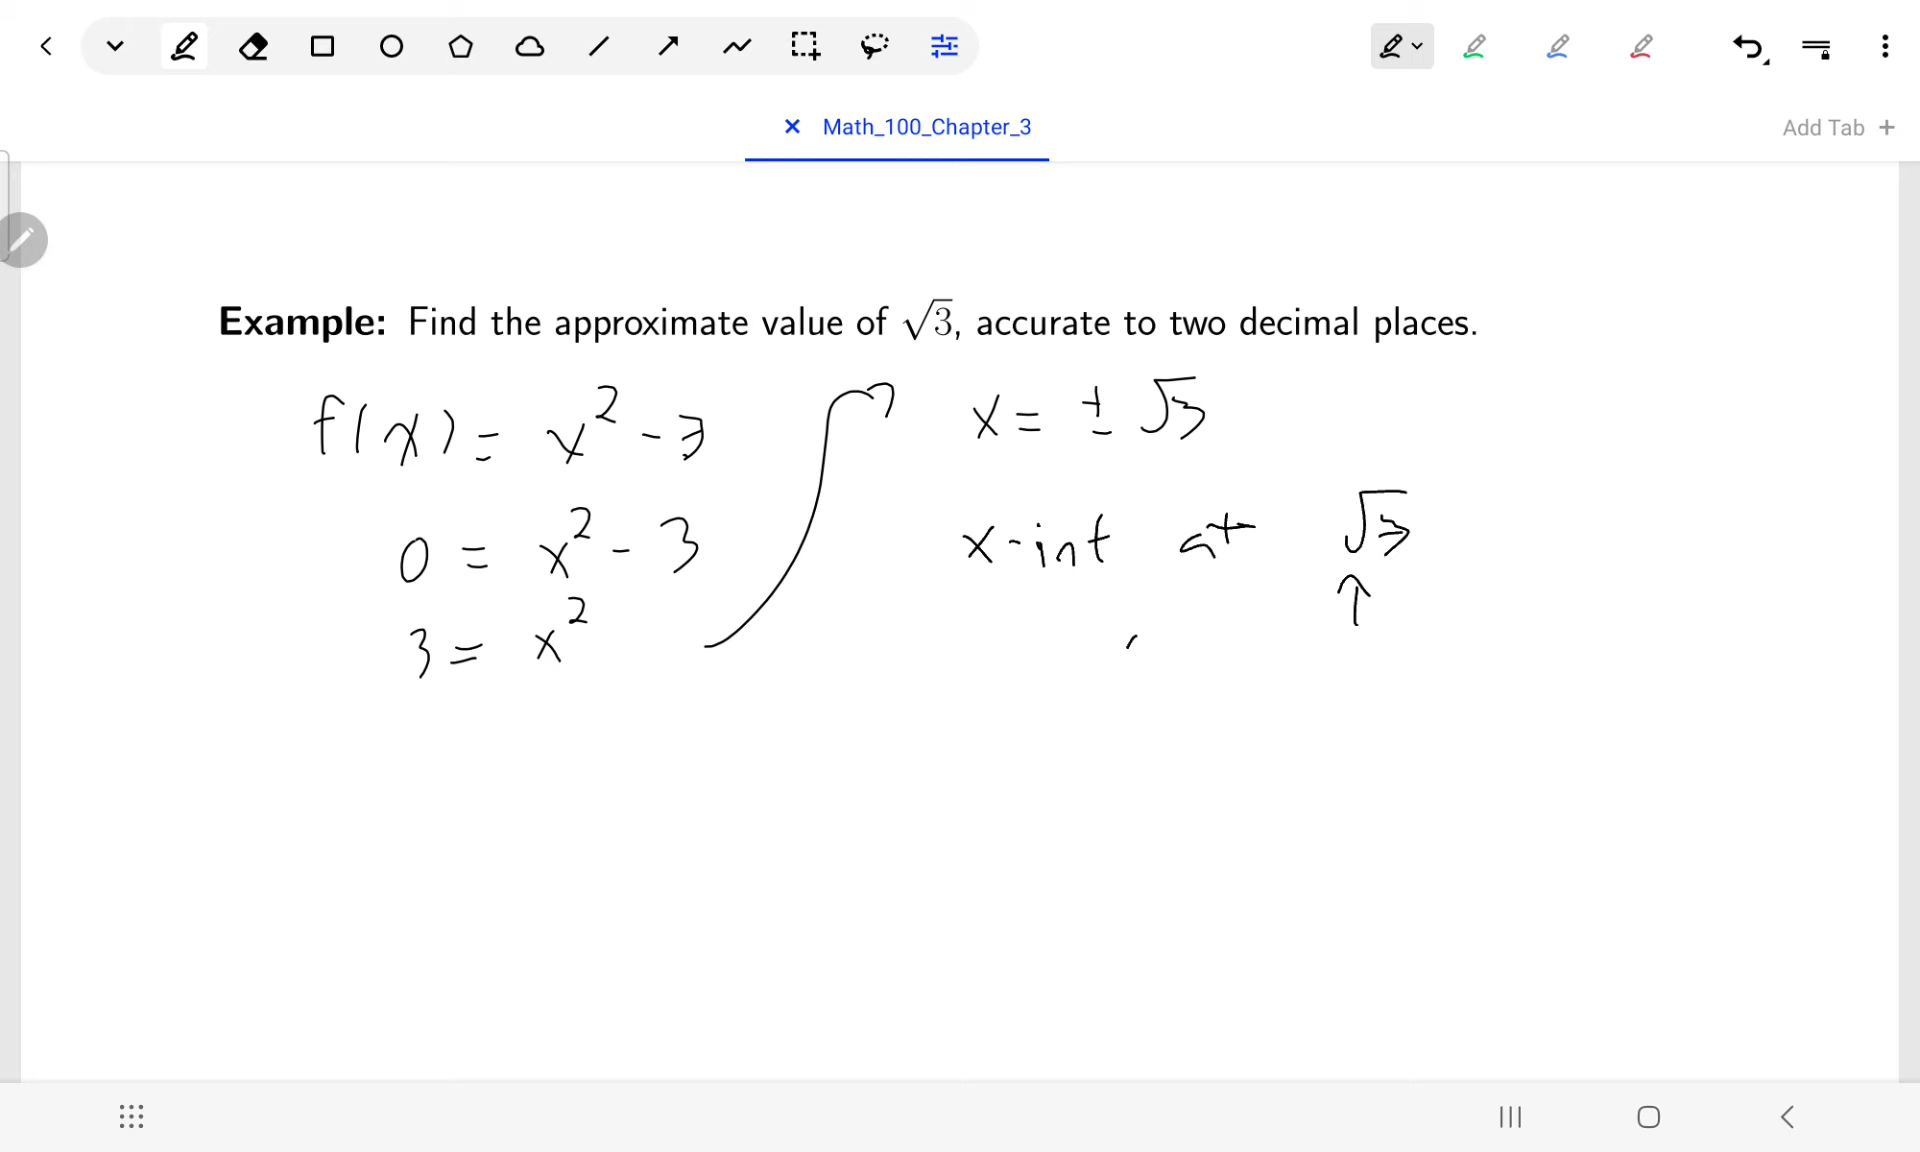 Math_100_Chapter_3
Add Tab +
Example: Find the approximate value of √3, accurate to two decimal places.
f(x) = x² - 3
0 = x² - 3
3 = x²
x = ± √3
x-int at √3